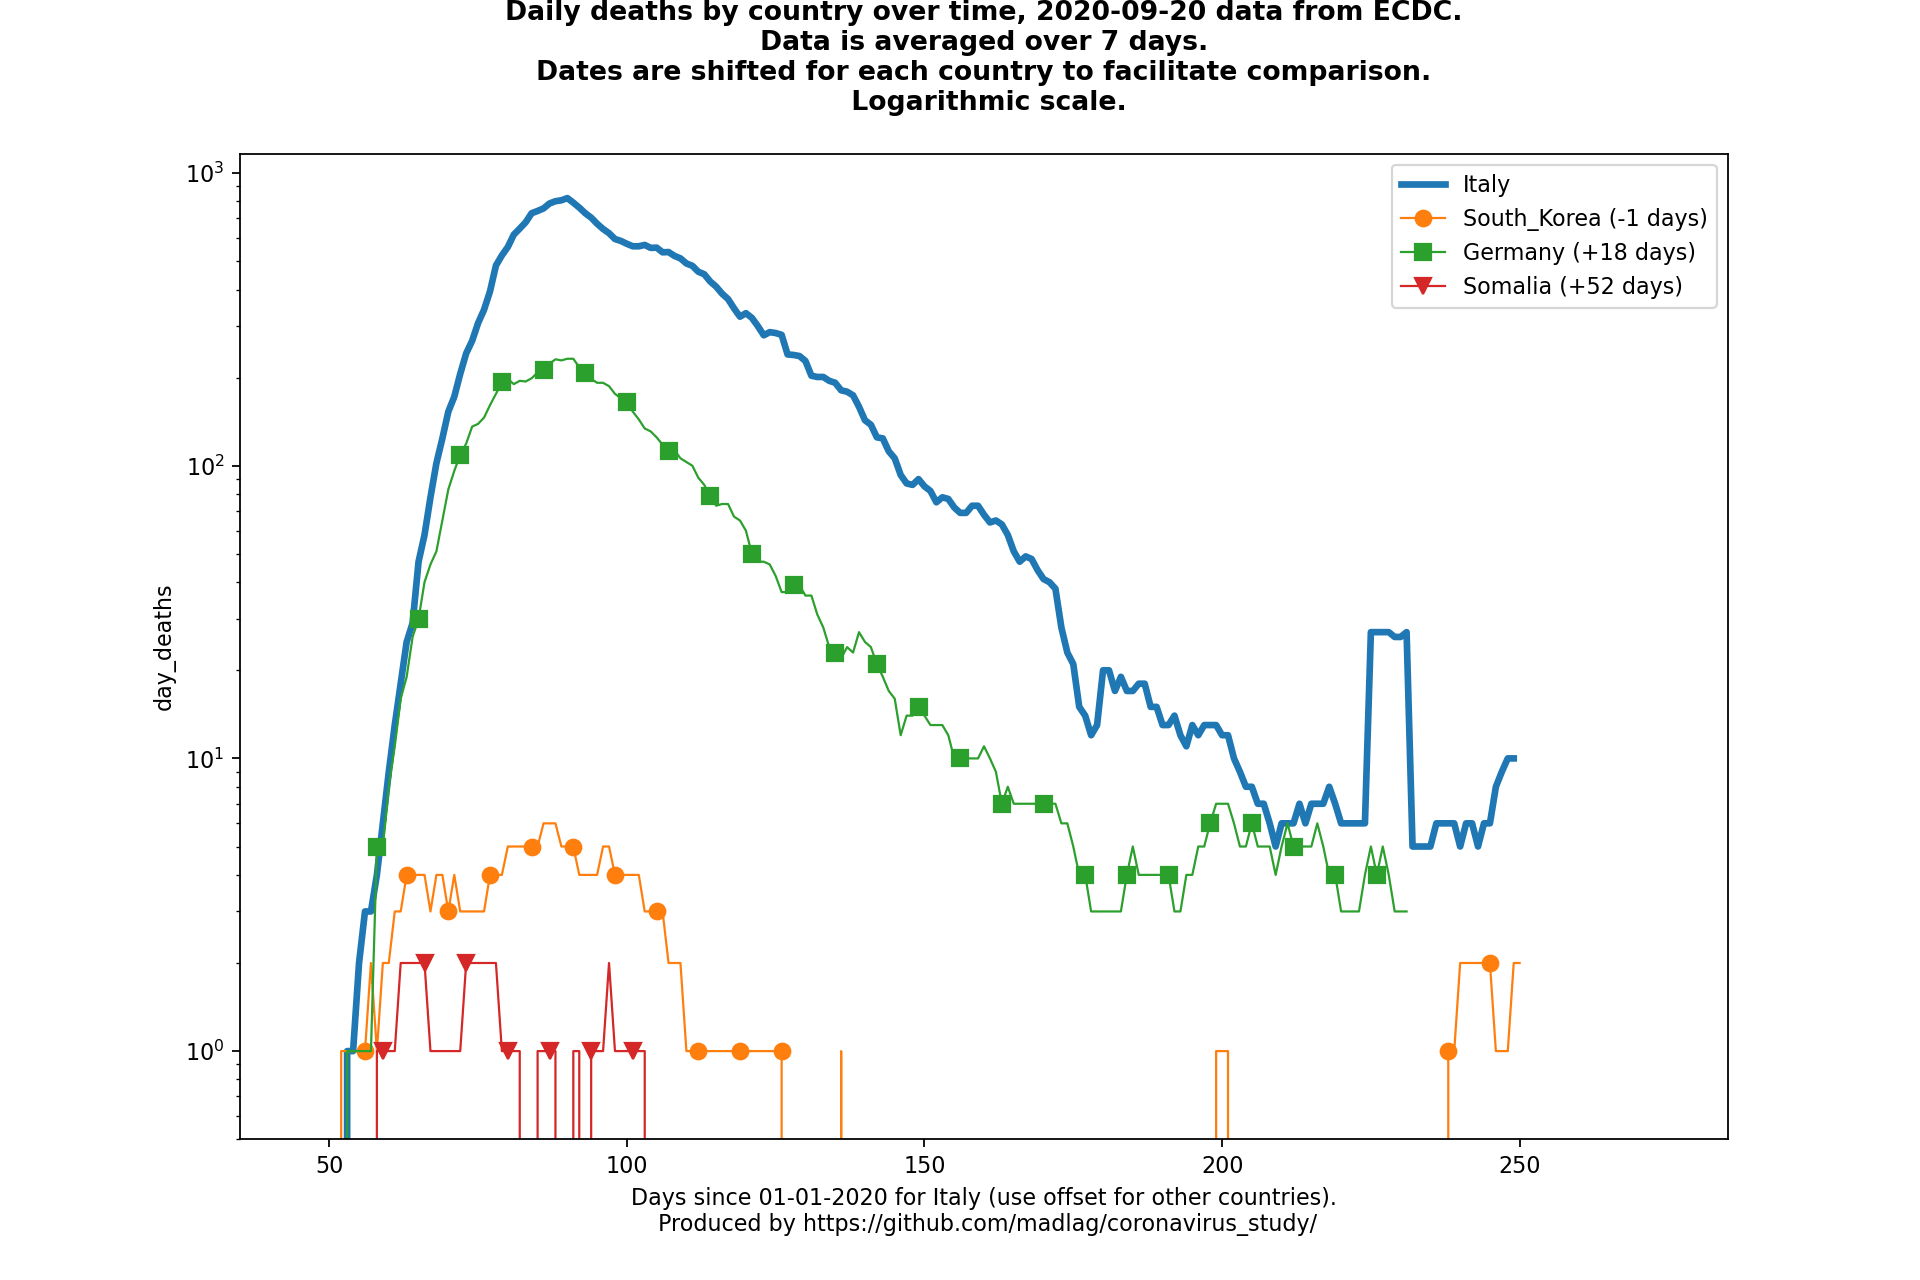 Daily deaths by country over time, 2020-09-20 data from ECDC.
Data is averaged over 7 days.
Dates are shifted for each country to facilitate comparison.
Logarithmic scale.
10³
10²
10¹
10⁰
day_deaths
Italy
South_Korea (-1 days)
Germany (+18 days)
Somalia (+52 days)
50 100 150 200 250
Days since 01-01-2020 for Italy (use offset for other countries).
Produced by https://github.com/madlag/coronavirus_study/